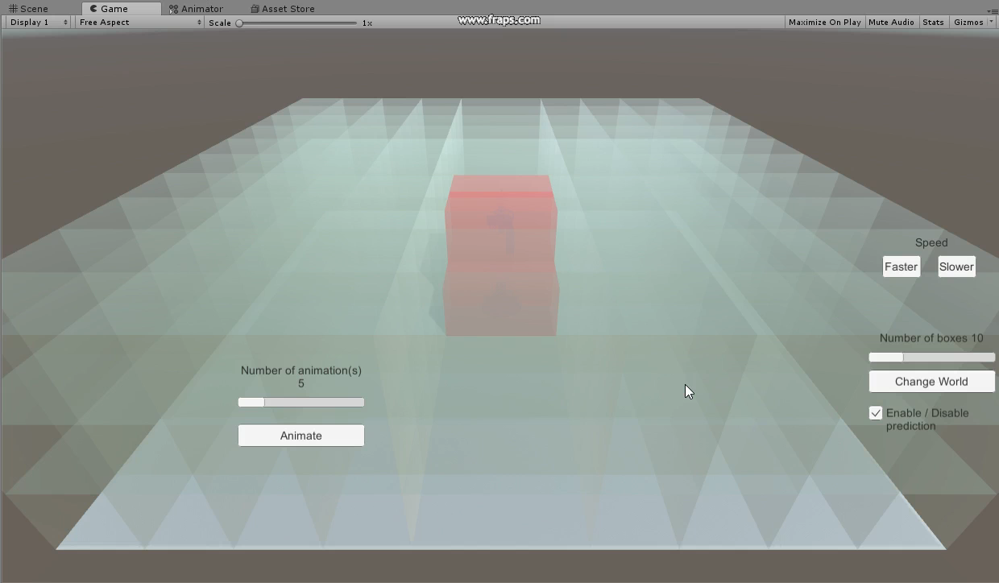 Scene
Game
Animator
Asset Store
Display 1
Free Aspect
Scale
1x
www.fraps.com
Maximize On Play
Mute Audio
Stats
Gizmos
Speed
Faster
Slower
Number of boxes 10
Change World
Enable / Disable
prediction
Number of animation(s)
5
Animate